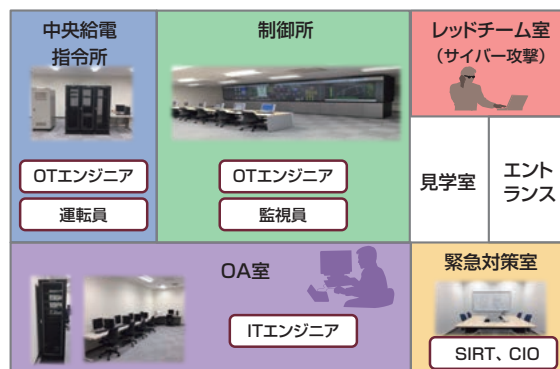 中央給電
指令所
OTエンジニア
運転員
制御所
OTエンジニア
監視員
レッドチーム室
（サイバー攻撃）
見学室
エント
ランス
OA室
ITエンジニア
緊急対策室
SIRT、CIO